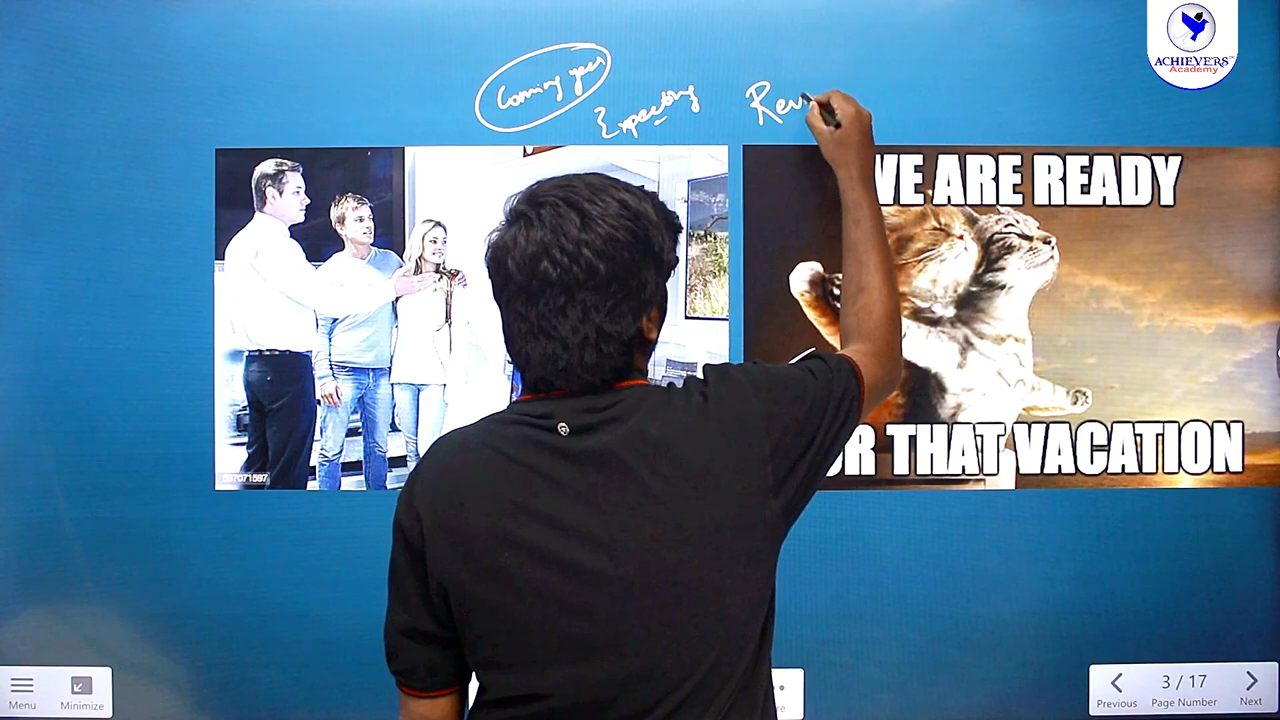 ACHIEVERS
Academy
Coming year
Expecting
Rev
WE ARE READY
OR THAT VACATION
Menu
Minimize
3 / 17
Previous
Page Number
Next